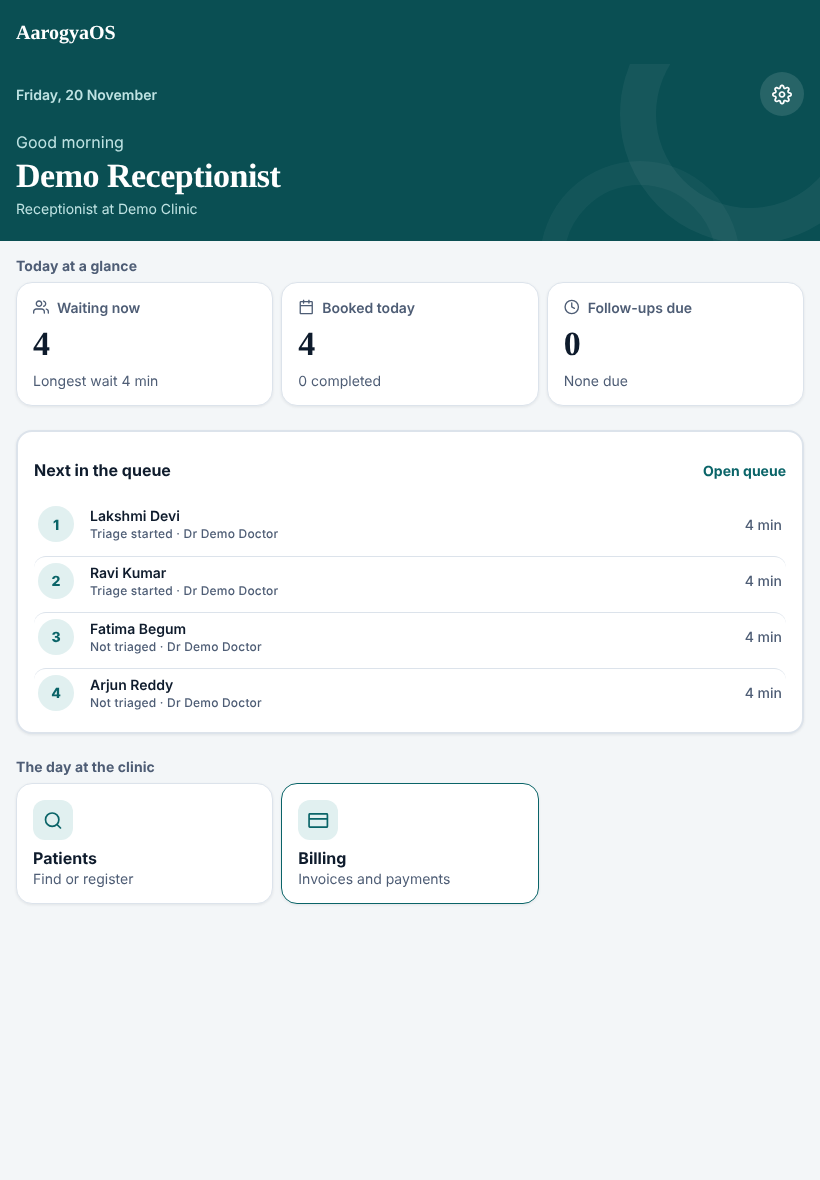 AarogyaOS
Friday, 20 November
Good morning
Demo Receptionist
Receptionist at Demo Clinic
Today at a glance
Waiting now
4
Longest wait 4 min
Booked today
4
0 completed
Follow-ups due
0
None due
Next in the queue
Open queue
1
Lakshmi Devi
Triage started · Dr Demo Doctor
4 min
2
Ravi Kumar
Triage started · Dr Demo Doctor
4 min
3
Fatima Begum
Not triaged · Dr Demo Doctor
4 min
4
Arjun Reddy
Not triaged · Dr Demo Doctor
4 min
The day at the clinic
Patients
Find or register
Billing
Invoices and payments